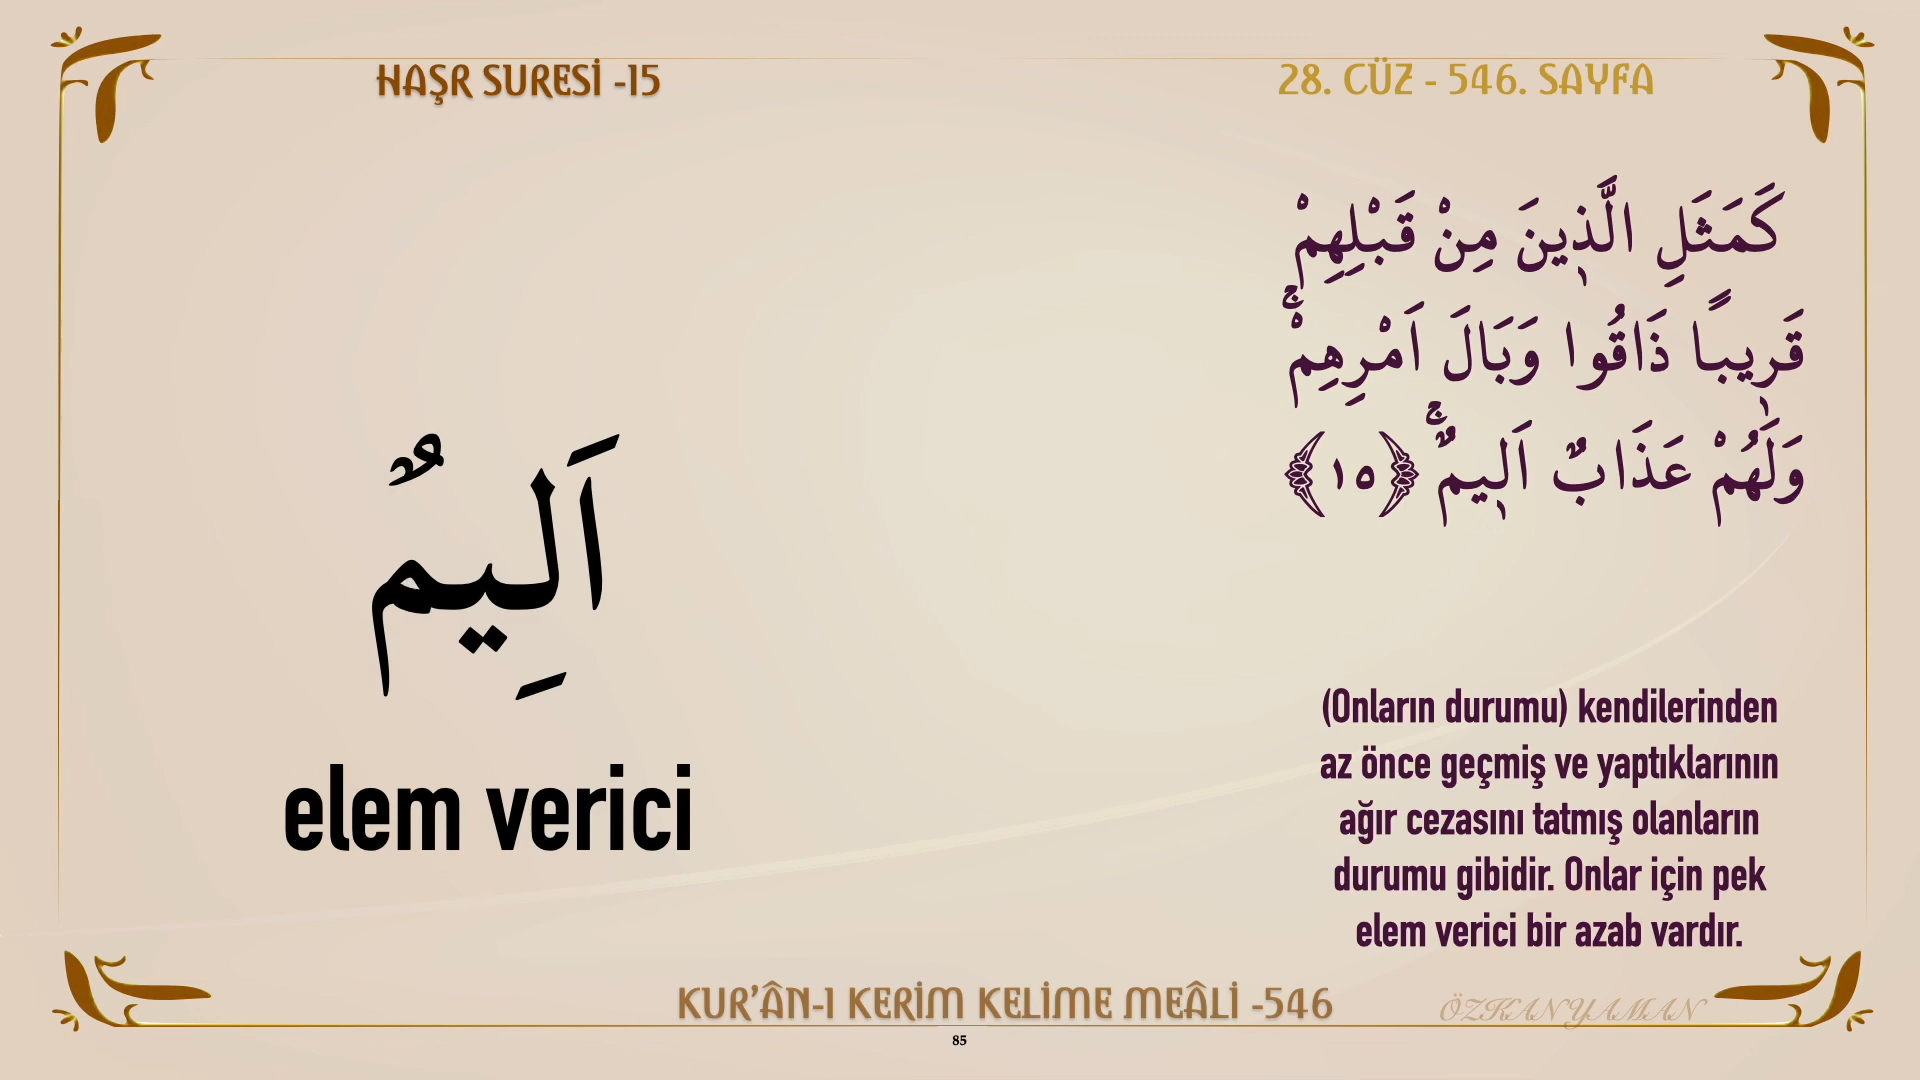 HAŞR SURESİ -15
28. CÜZ - 546. SAYFA
كَمَثَلِ الَّذ۪ينَ مِنْ قَبْلِهِمْ
قَر۪يبًا ذَاقُوا وَبَالَ اَمْرِهِمْۚ
وَلَهُمْ عَذَابٌ اَل۪يمٌۚ ﴿١٥﴾
اَلِيمٌ
elem verici
(Onların durumu) kendilerinden
az önce geçmiş ve yaptıklarının
ağır cezasını tatmış olanların
durumu gibidir. Onlar için pek
elem verici bir azab vardır.
KUR’ÂN-I KERİM KELİME MEÂLİ -546
ÖZKAN YAMAN
85